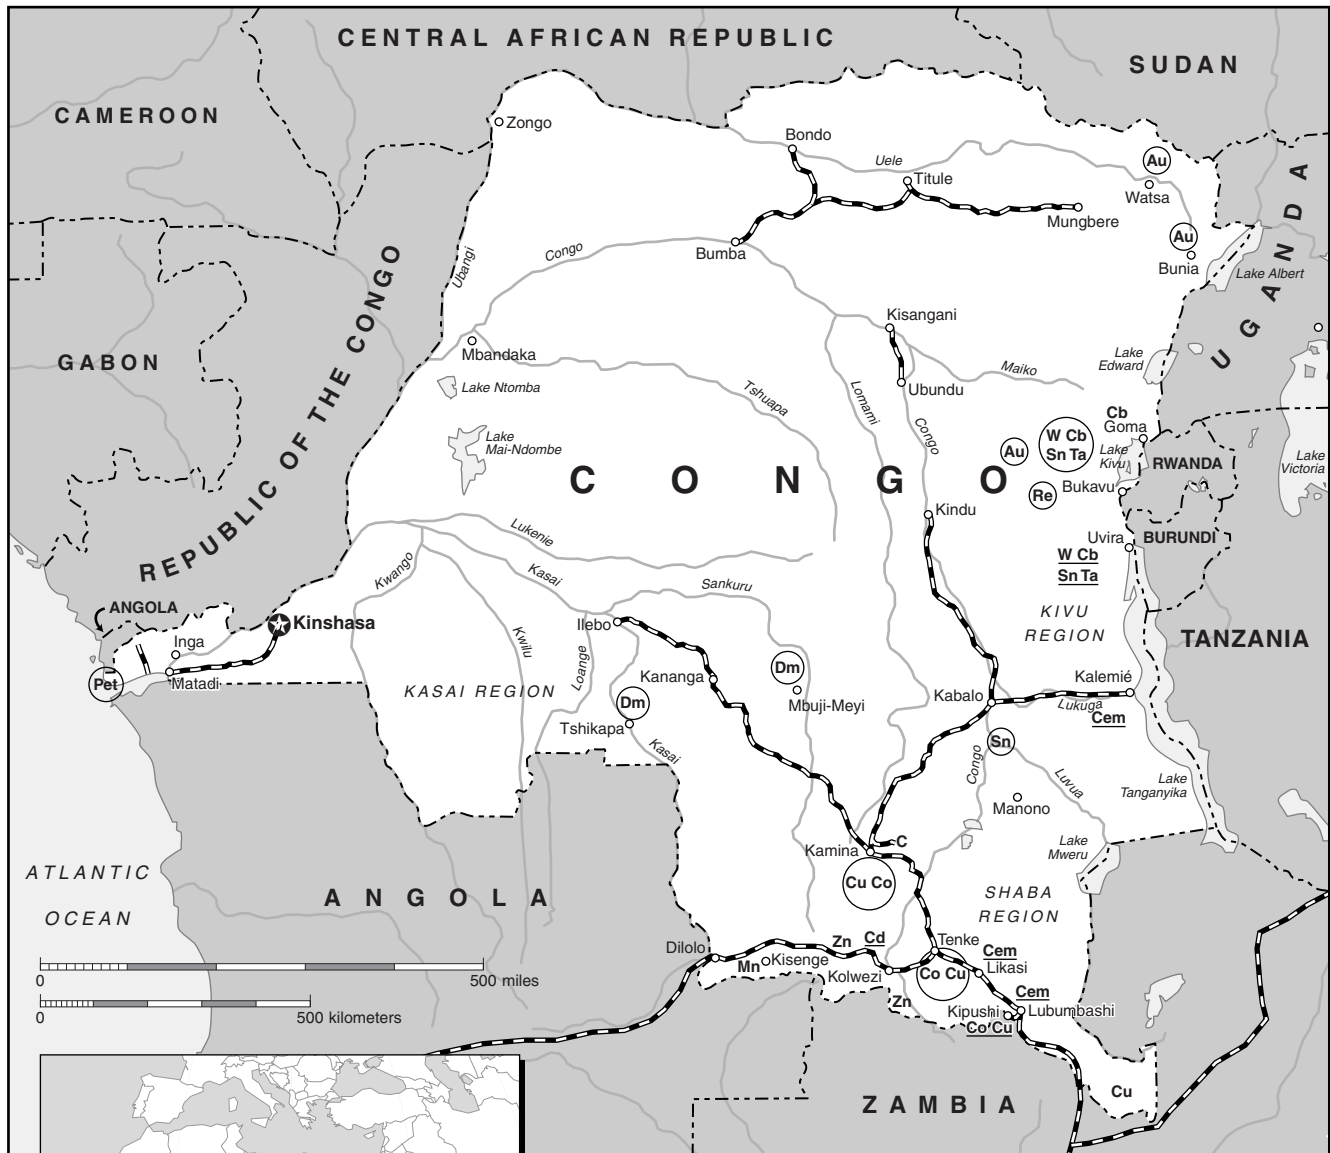 CENTRAL AFRICAN REPUBLIC
SUDAN
CAMEROON
Zongo
Bondo
Uele
Au
Titule
Watsa
UGANDA
Mungbere
Au
Bumba
Bunia
Lake Albert
Ubangi
Congo
REPUBLIC OF THE CONGO
GABON
Kisangani
Mbandaka
Lake
Edward
Maiko
Lake Ntomba
Tshuapa
Lomami
Ubundu
Congo
Cb
Goma
W Cb
Sn Ta
Au
Lake
Mai-Ndombe
Lake
Kivu
RWANDA
Lake
Victoria
CONGO
Re
Bukavu
Kindu
Lukenie
Uvira
BURUNDI
W Cb
Sn Ta
Kwango
Kasai
Sankuru
ANGOLA
Kinshasa
Ilebo
KIVU
REGION
TANZANIA
Inga
Kwilu
Loange
Pet
Matadi
KASAI REGION
Kananga
Dm
Mbuji-Meyi
Kabalo
Kalemié
Lukuga
Cem
Dm
Tshikapa
Kasai
Sn
Congo
Luvua
Lake
Tanganyika
Manono
Kamina
C
Lake
Mweru
ATLANTIC
OCEAN
ANGOLA
Cu Co
SHABA
REGION
Dilolo
Zn
Cd
Tenke
Cem
Mn
Kisenge
Kolwezi
Co Cu
Likasi
0
500 miles
Zn
Cem
Kipushi
Lubumbashi
Co Cu
0
500 kilometers
Cu
ZAMBIA